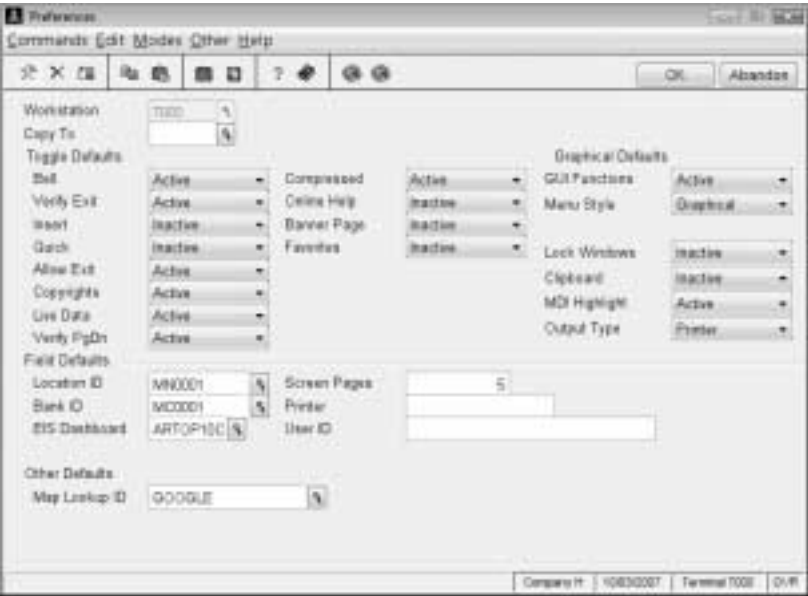 Preferences
Commands Edit Modes Other Help
OK Abandon
Workstation T000
Copy To
Toggle Defaults Graphical Defaults
Bell Active Compressed Active GUI Functions Active
Verify Exit Active Online Help Inactive Menu Style Graphical
Insert Inactive Banner Page Inactive
Quick Inactive Favorites Inactive Lock Windows Inactive
Allow Exit Active Clipboard Inactive
Copyrights Active MDI Highlight Active
Live Data Active Output Type Printer
Verify PgDn Active
Field Defaults
Location ID MN0001 Screen Pages 5
Bank ID MC0001 Printer
EIS Dashboard ARTOP10C User ID
Other Defaults
Map Lookup ID GOOGLE
Company H 10/03/2007 Terminal T000 OVR